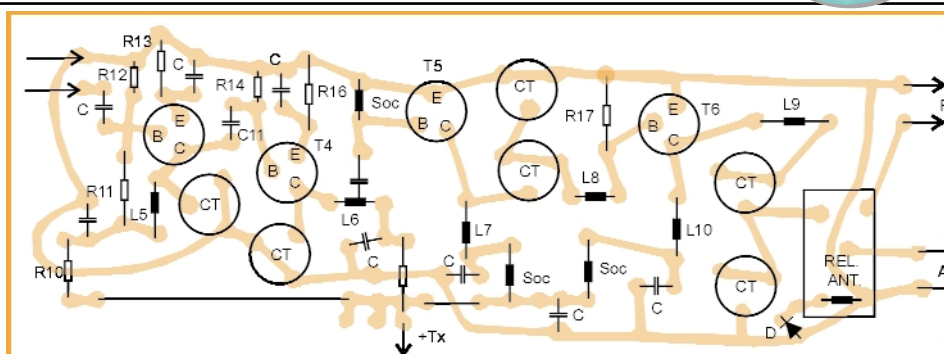 R13
R12
C
C
R14
C
R16
Soc
T5
E
B
C
CT
R17
T6
E
B
C
L9
E
B
C
C11
T4
E
B
C
R11
L5
CT
CT
L6
C
L7
C
CT
L8
Soc
Soc
C
C
L10
CT
CT
REL.
ANT.
D
R10
+Tx
A